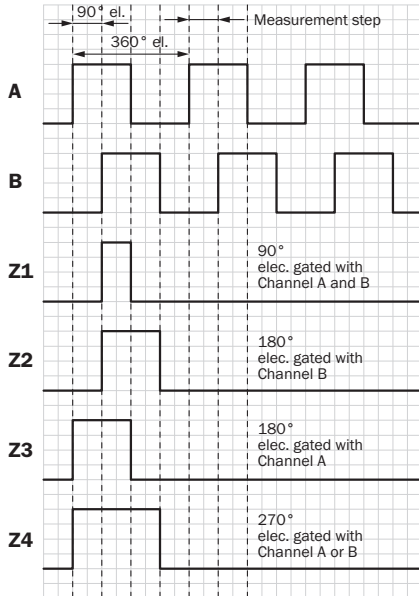 90° el.
Measurement step
360° el.
A
B
Z1
90°
elec. gated with
Channel A and B
Z2
180°
elec. gated with
Channel B
Z3
180°
elec. gated with
Channel A
Z4
270°
elec. gated with
Channel A or B